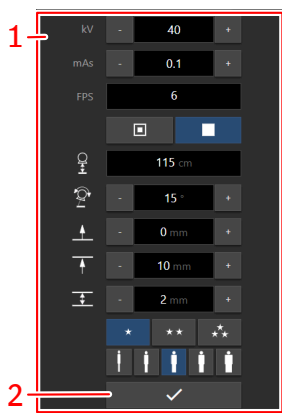 1
kV - 40 +
mAs - 0.1 +
FPS 6
115 cm
- 15 ° +
- 0 mm +
- 10 mm +
- 2 mm +
2